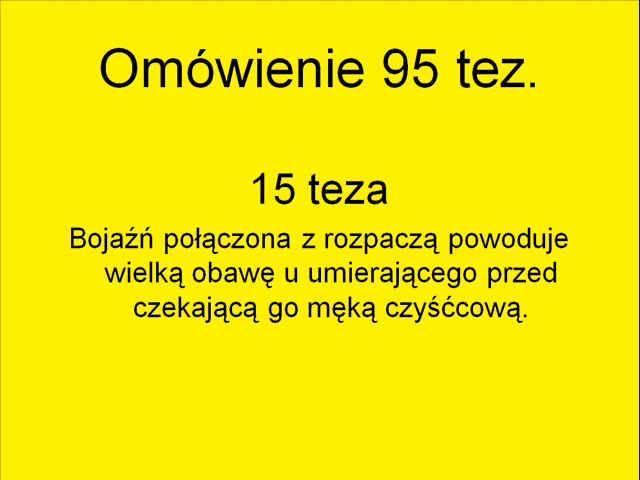 Omówienie 95 tez.
15 teza
Bojaźń połączona z rozpaczą powoduje
wielką obawę u umierającego przed
czekającą go męką czyśćcową.